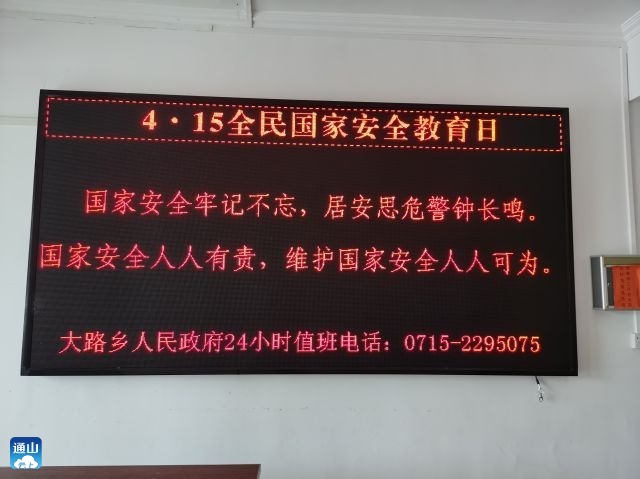 4·15全民国家安全教育日
国家安全牢记不忘，居安思危警钟长鸣。
国家安全人人有责，维护国家安全人人可为。
大路乡人民政府24小时值班电话：0715-2295075
通山